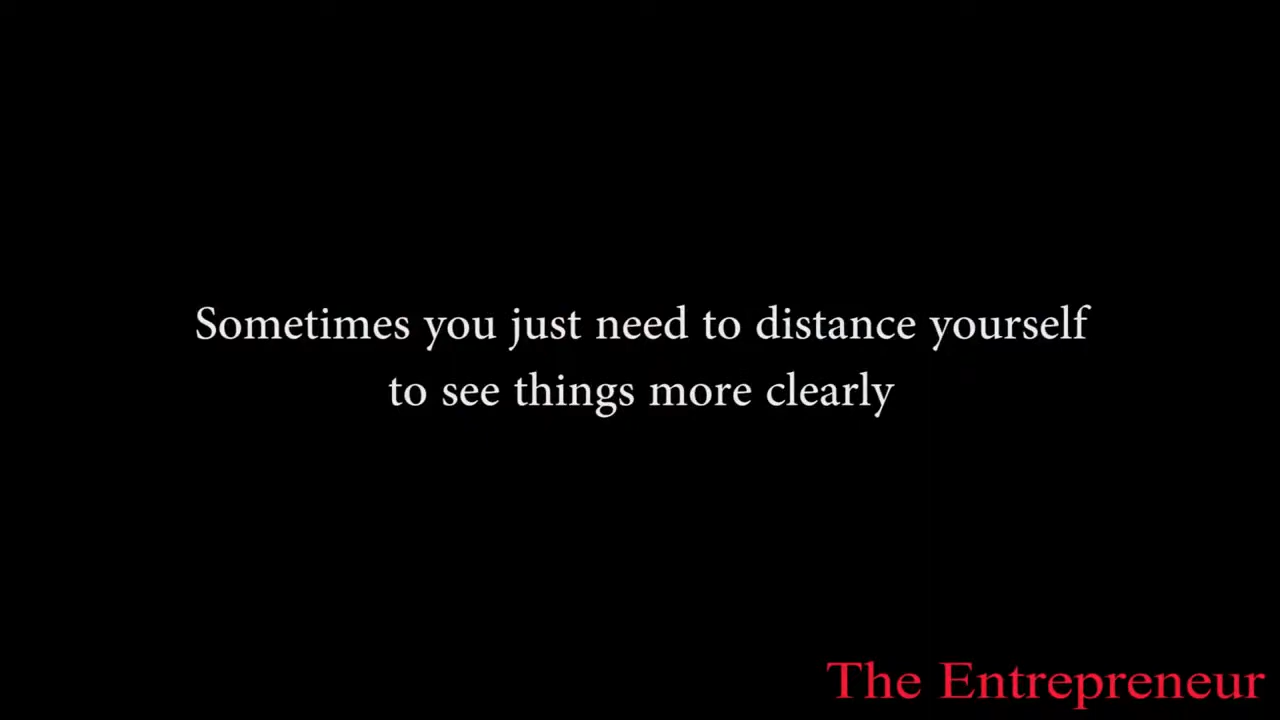 Sometimes you just need to distance yourself
to see things more clearly
The Entrepreneur